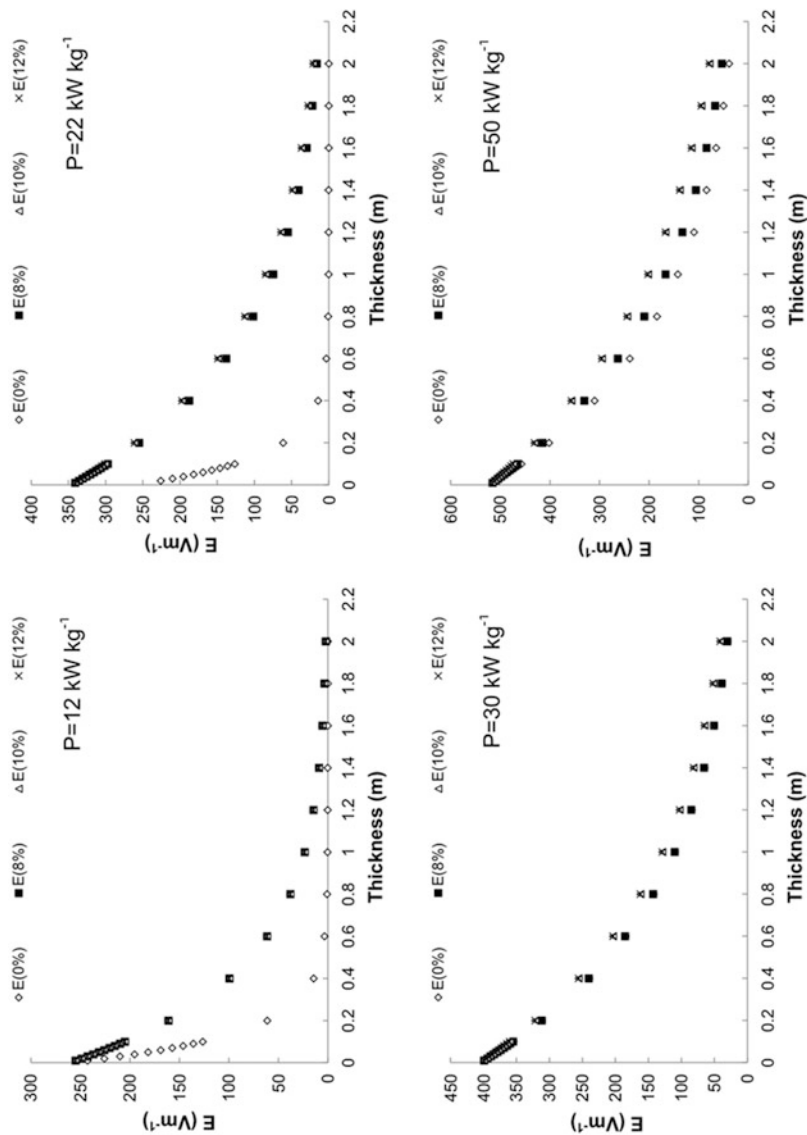 E(0%) E(8%) E(10%) E(12%)
P=12 kW kg-1
300
250
200
150
100
50
0
E (Vm-1)
0 0.2 0.4 0.6 0.8 1 1.2 1.4 1.6 1.8 2 2.2
Thickness (m)
E(0%) E(8%) E(10%) E(12%)
P=22 kW kg-1
400
350
300
250
200
150
100
50
0
E (Vm-1)
0 0.2 0.4 0.6 0.8 1 1.2 1.4 1.6 1.8 2 2.2
Thickness (m)
E(0%) E(8%) E(10%) E(12%)
P=30 kW kg-1
450
400
350
300
250
200
150
100
50
0
E (Vm-1)
0 0.2 0.4 0.6 0.8 1 1.2 1.4 1.6 1.8 2 2.2
Thickness (m)
E(0%) E(8%) E(10%) E(12%)
P=50 kW kg-1
600
500
400
300
200
100
0
E (Vm-1)
0 0.2 0.4 0.6 0.8 1 1.2 1.4 1.6 1.8 2 2.2
Thickness (m)